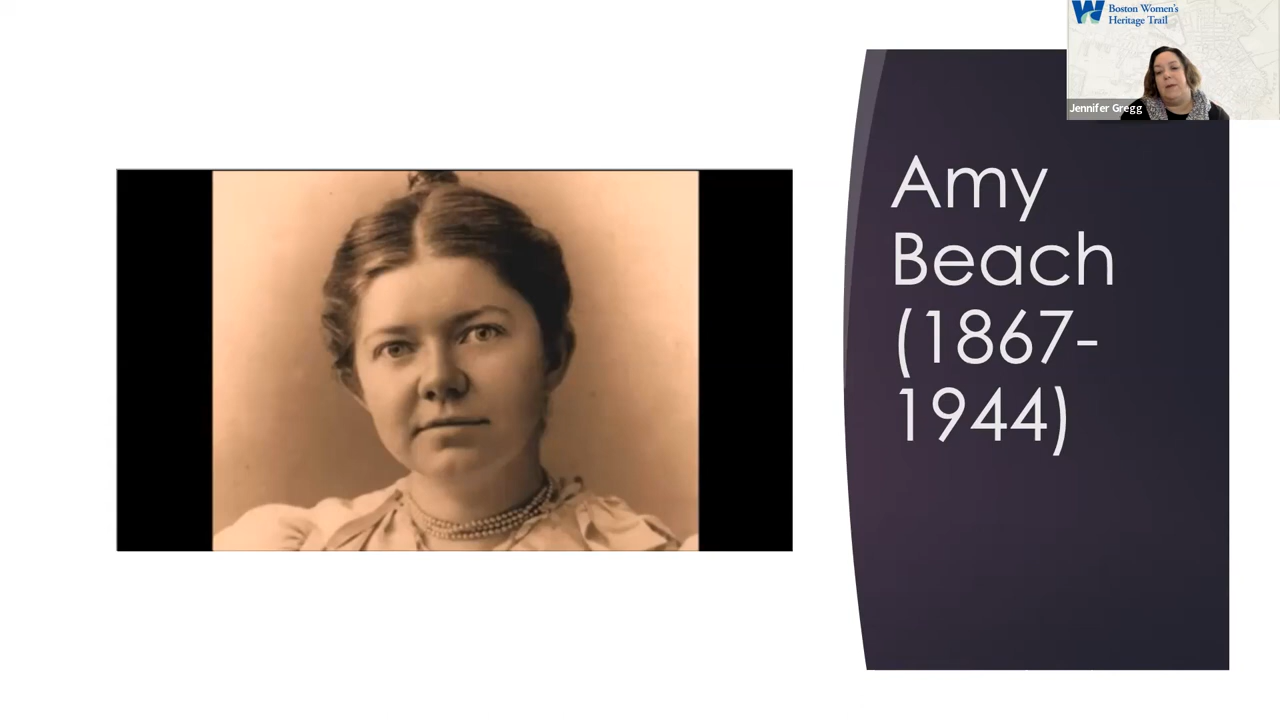 Boston Women's
Heritage Trail
Jennifer Gregg
Amy
Beach
(1867-
1944)